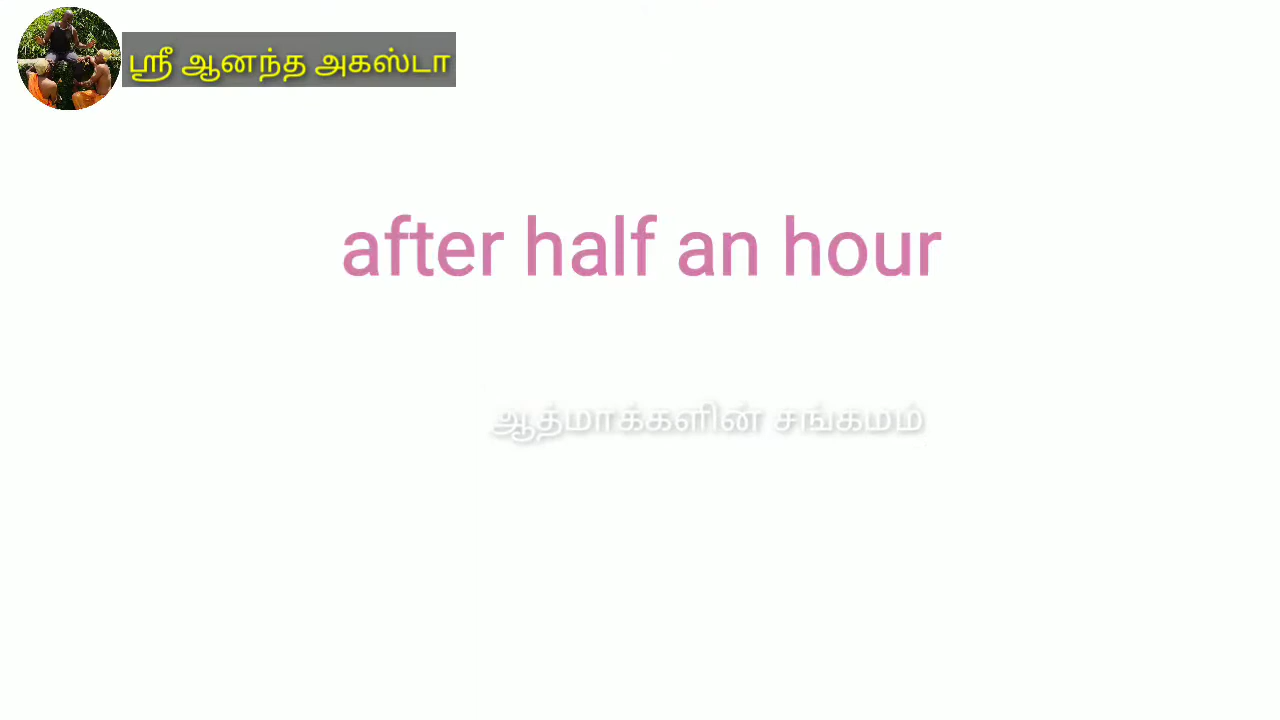 ஸ்ரீ ஆனந்த அகஸ்டா
after half an hour
ஆத்மாக்களின் சங்கமம்